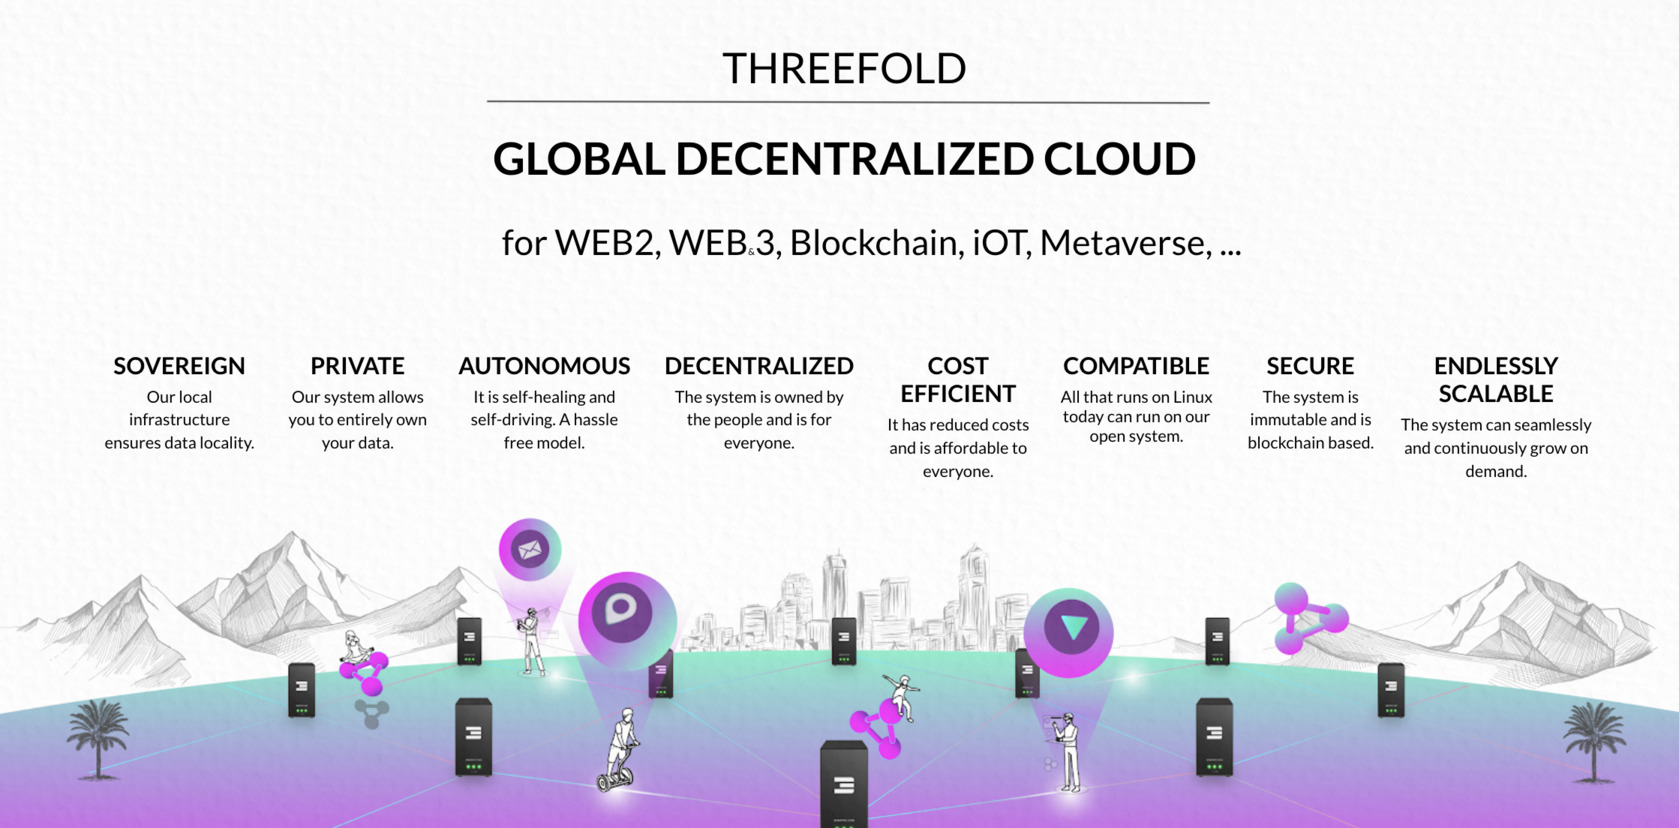 THREEFOLD
GLOBAL DECENTRALIZED CLOUD
for WEB2, WEB&3, Blockchain, iOT, Metaverse, ...
SOVEREIGN
Our local
infrastructure
ensures data locality.
PRIVATE
Our system allows
you to entirely own
your data.
AUTONOMOUS
It is self-healing and
self-driving. A hassle
free model.
DECENTRALIZED
The system is owned by
the people and is for
everyone.
COST
EFFICIENT
It has reduced costs
and is affordable to
everyone.
COMPATIBLE
All that runs on Linux
today can run on our
open system.
SECURE
The system is
immutable and is
blockchain based.
ENDLESSLY
SCALABLE
The system can seamlessly
and continuously grow on
demand.